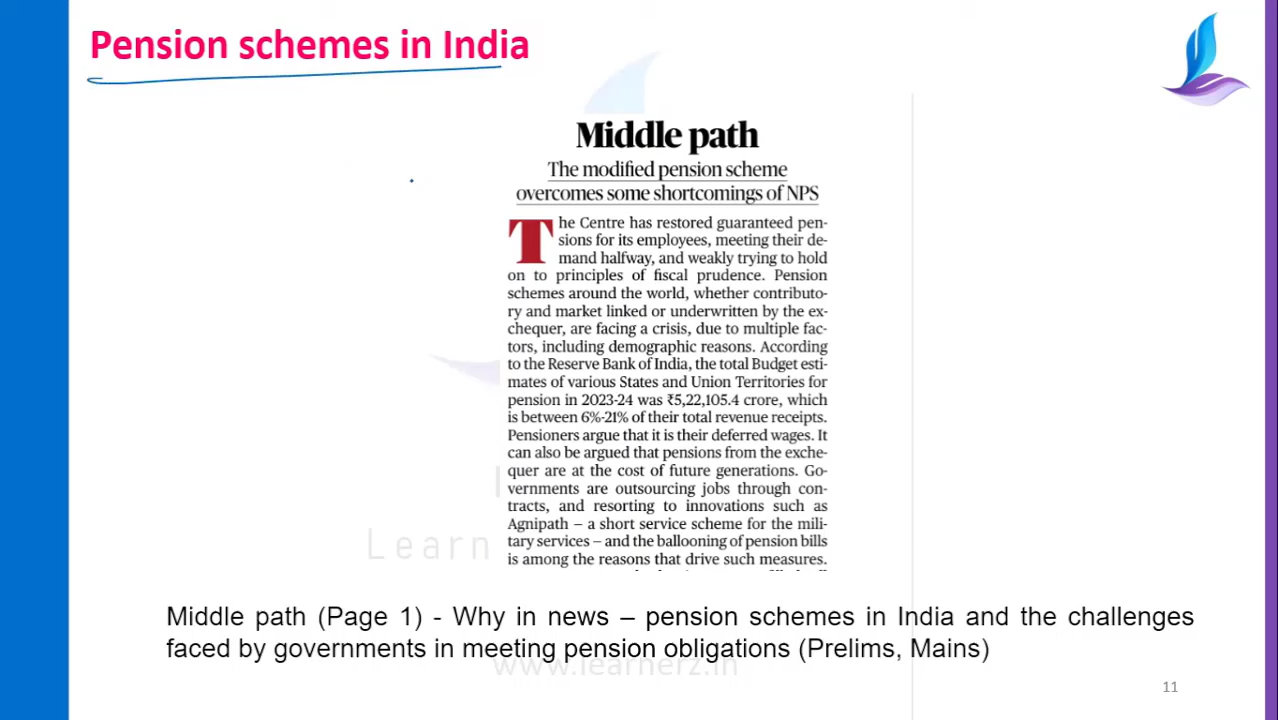 Pension schemes in India
Middle path
The modified pension scheme
overcomes some shortcomings of NPS
The Centre has restored guaranteed pen-
sions for its employees, meeting their de-
mand halfway, and weakly trying to hold
on to principles of fiscal prudence. Pension
schemes around the world, whether contributo-
ry and market linked or underwritten by the ex-
chequer, are facing a crisis, due to multiple fac-
tors, including demographic reasons. According
to the Reserve Bank of India, the total Budget esti-
mates of various States and Union Territories for
pension in 2023-24 was ₹5,22,105.4 crore, which
is between 6%-21% of their total revenue receipts.
Pensioners argue that it is their deferred wages. It
can also be argued that pensions from the exche-
quer are at the cost of future generations. Go-
vernments are outsourcing jobs through con-
tracts, and resorting to innovations such as
Agnipath – a short service scheme for the mili-
tary services – and the ballooning of pension bills
is among the reasons that drive such measures.
Learn
Middle path (Page 1) - Why in news – pension schemes in India and the challenges
faced by governments in meeting pension obligations (Prelims, Mains)
www.learnerz.in
11